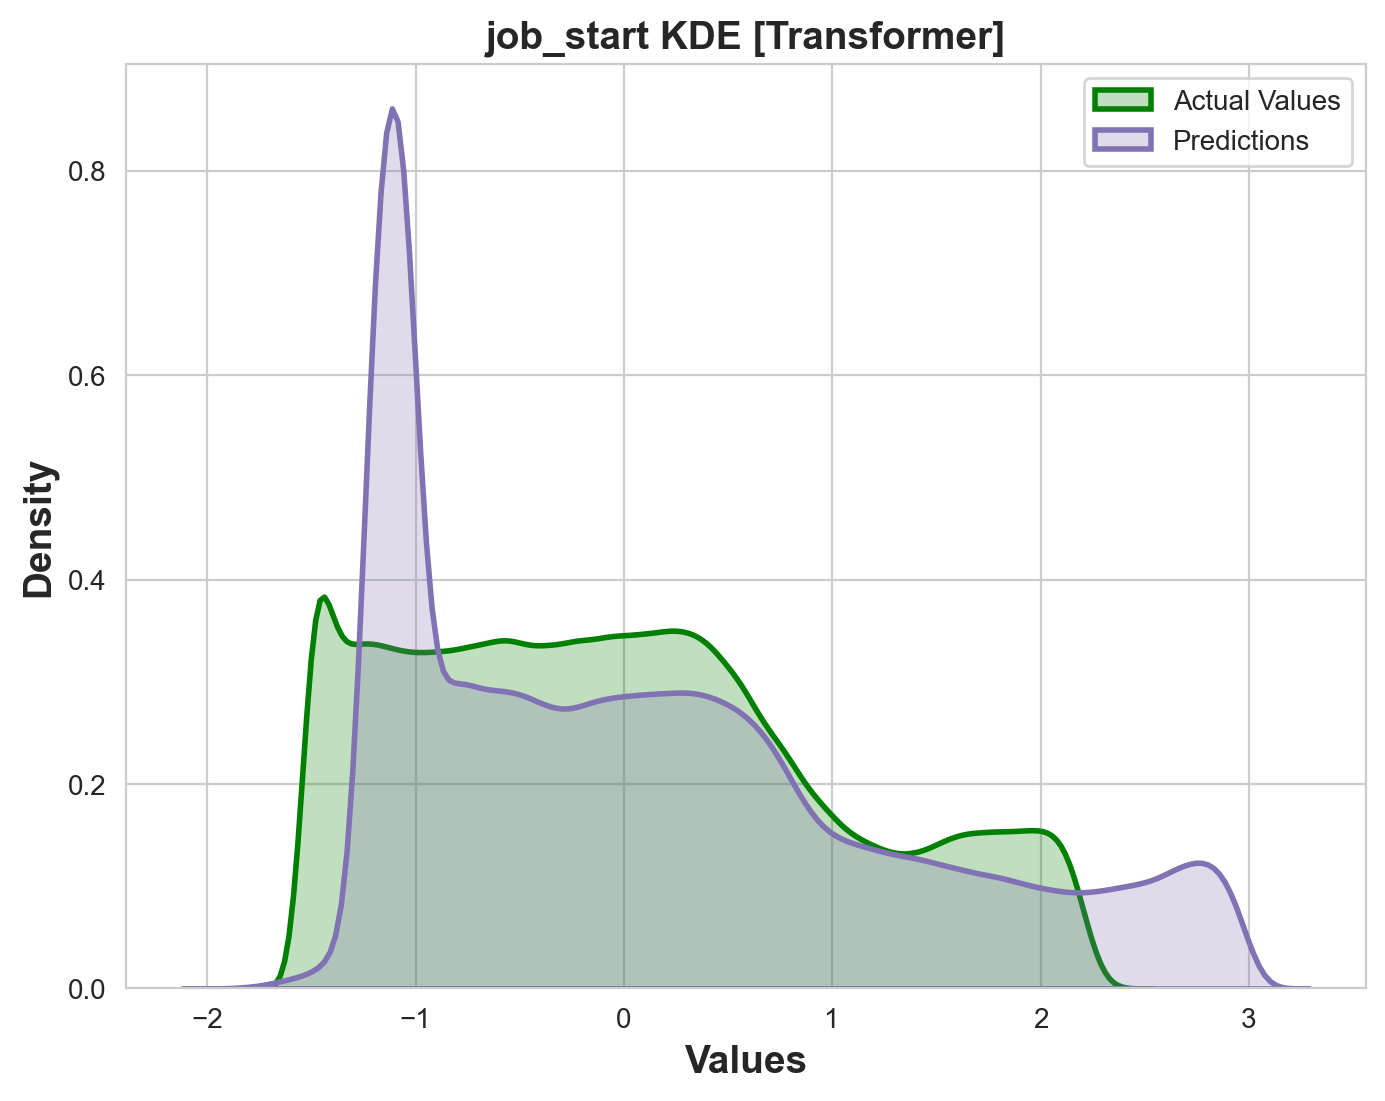 job_start KDE [Transformer]
Actual Values
Predictions
Density
0.8
0.6
0.4
0.2
0.0
−2
−1
0
1
2
3
Values